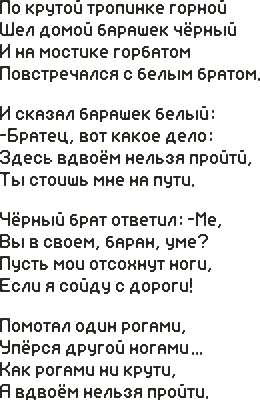 По крутой тропинке горной
Шел домой барашек чёрный
И на мостике горбатом
Повстречался с белым братом.

И сказал барашек белый:
-Братец, вот какое дело:
Здесь вдвоём нельзя пройтй,
Ты стоишь мне на пути.

Чёрный брат ответил: -Ме,
Вы в своем, баран, уме?
Пусть мои отсохнут ноги,
Если я сойду с дороги!

Помотал один рогами,
Упёрся другой ногами...
Как рогами ни крути,
А вдвоём нельзя пройти.